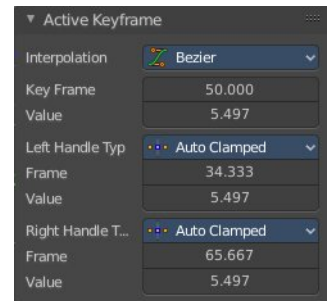 Active Keyframe
Interpolation Bezier
Key Frame 50.000
Value 5.497
Left Handle Typ Auto Clamped
Frame 34.333
Value 5.497
Right Handle T... Auto Clamped
Frame 65.667
Value 5.497